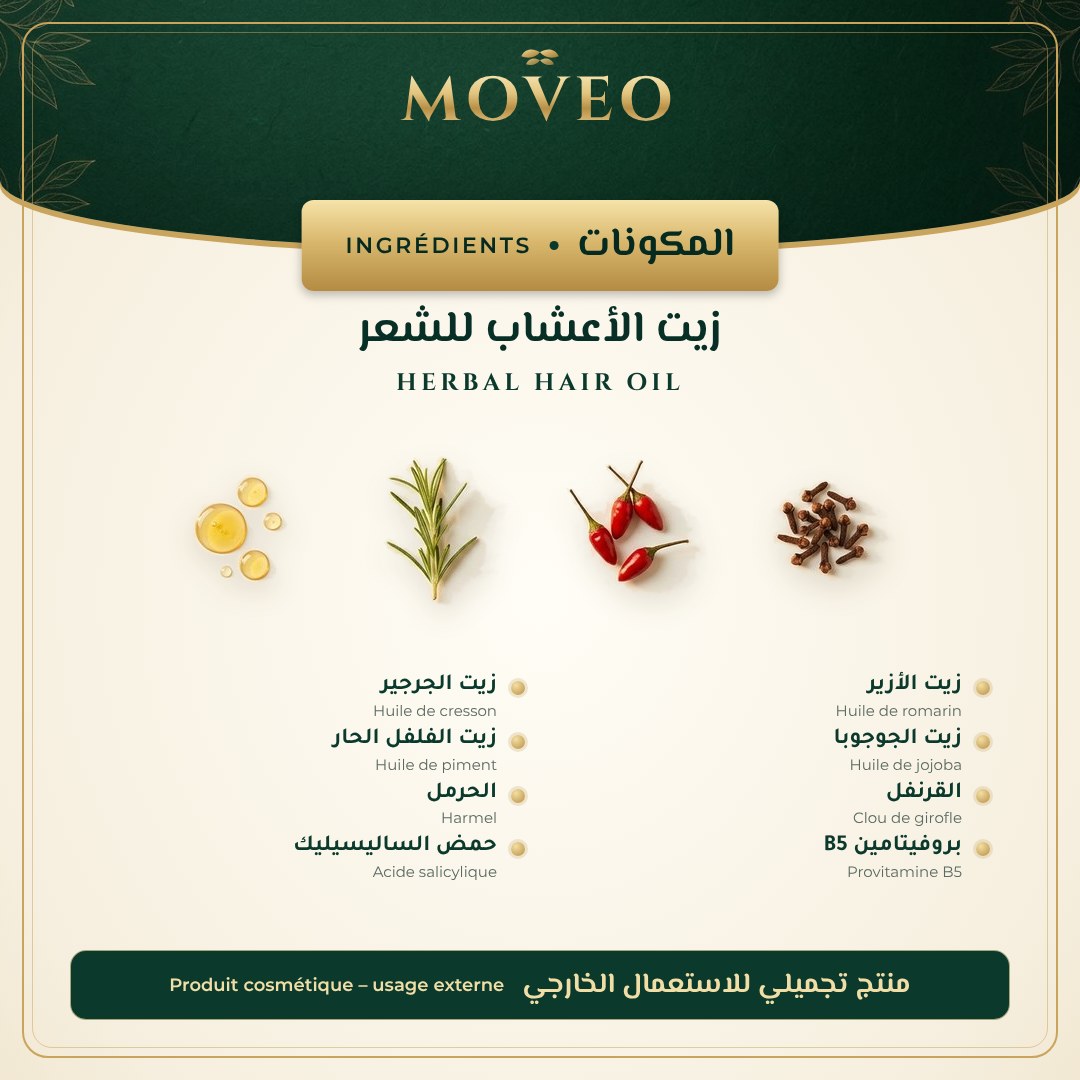 MOVEO
INGRÉDIENTS • المكونات
زيت الأعشاب للشعر
HERBAL HAIR OIL
زيت الأزير
Huile de romarin
زيت الجوجوبا
Huile de jojoba
القرنفل
Clou de girofle
بروفيتامين B5
Provitamine B5
زيت الجرجير
Huile de cresson
زيت الفلفل الحار
Huile de piment
الحرمل
Harmel
حمض الساليسيليك
Acide salicylique
منتج تجميلي للاستعمال الخارجي Produit cosmétique – usage externe